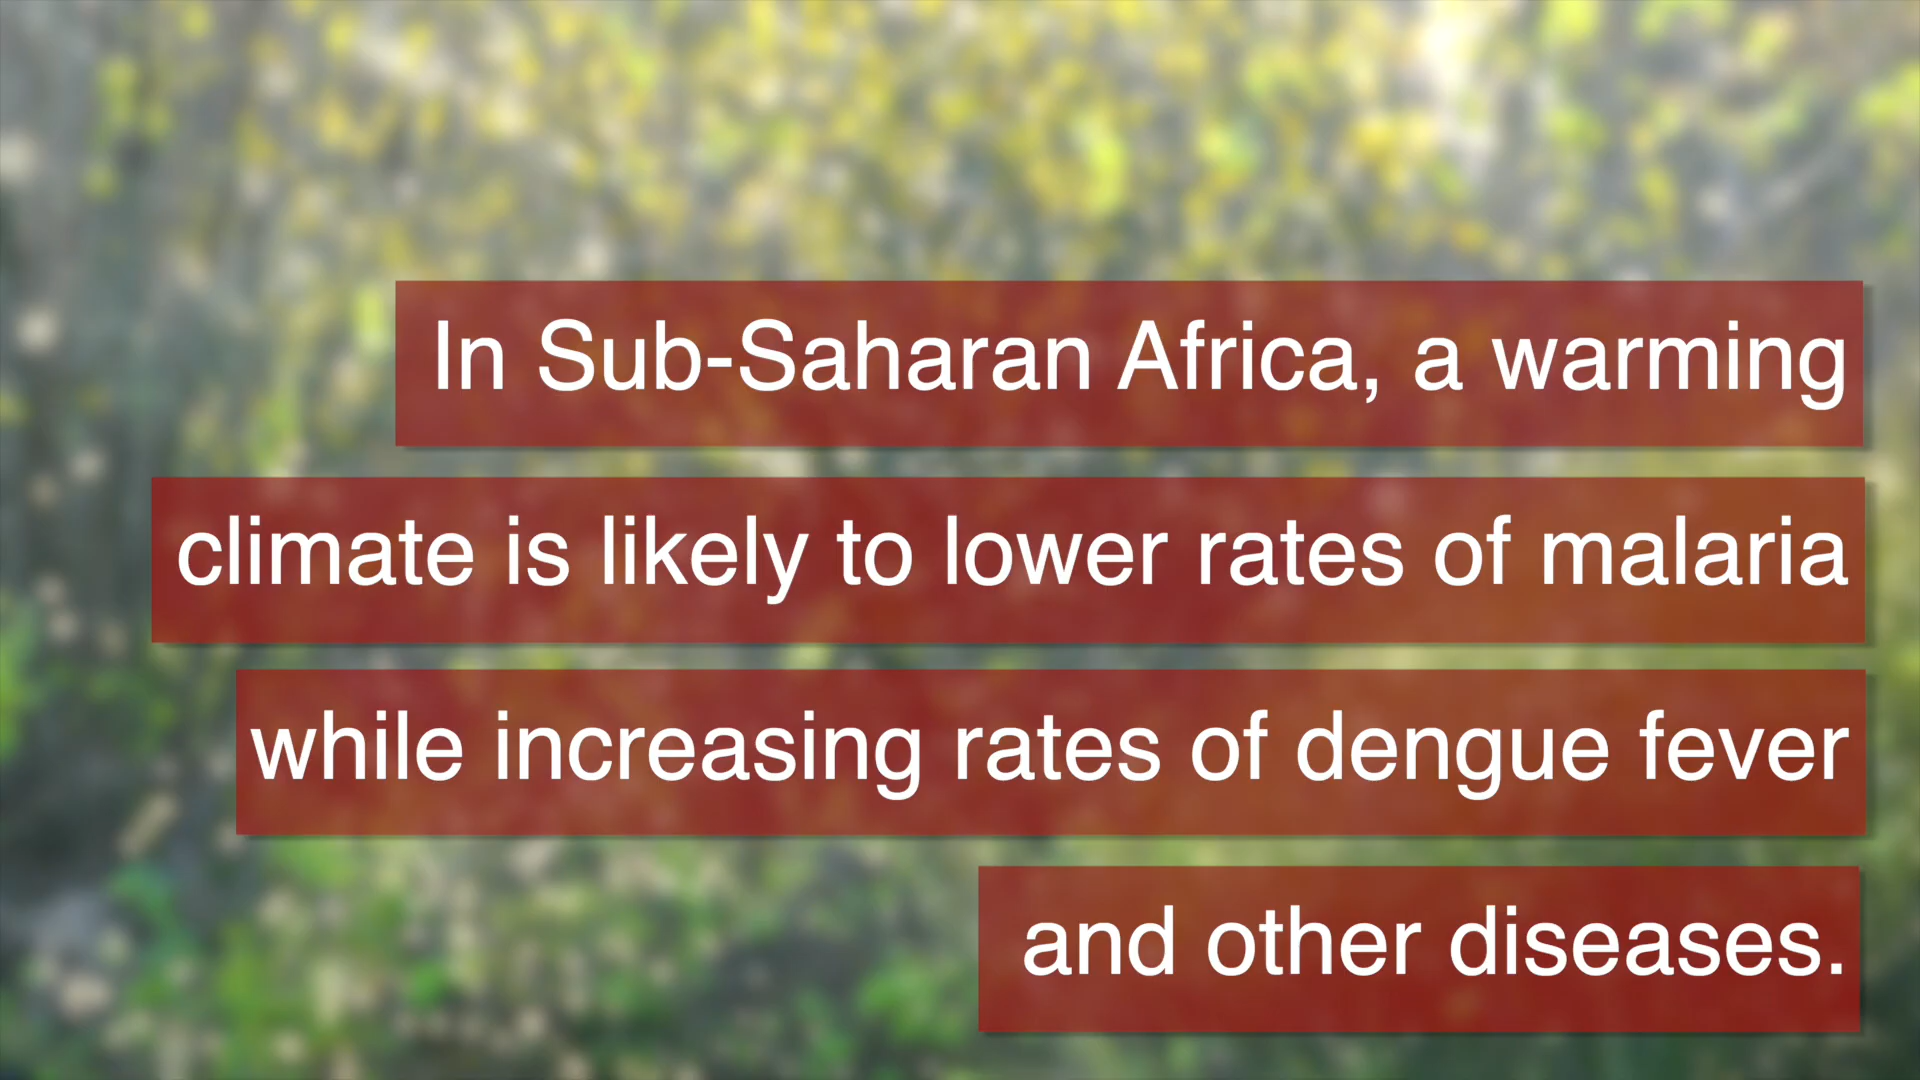 In Sub-Saharan Africa, a warming
climate is likely to lower rates of malaria
while increasing rates of dengue fever
and other diseases.